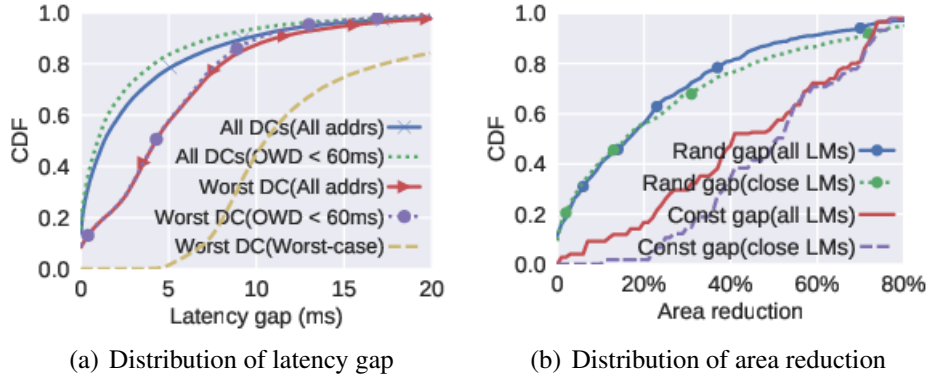 1.0
0.8
0.6
0.4
0.2
0.0
CDF
All DCs(All addrs)
All DCs(OWD < 60ms)
Worst DC(All addrs)
Worst DC(OWD < 60ms)
Worst DC(Worst-case)
0 5 10 15 20
Latency gap (ms)
(a) Distribution of latency gap
1.0
0.8
0.6
0.4
0.2
0.0
CDF
Rand gap(all LMs)
Rand gap(close LMs)
Const gap(all LMs)
Const gap(close LMs)
0 20% 40% 60% 80%
Area reduction
(b) Distribution of area reduction